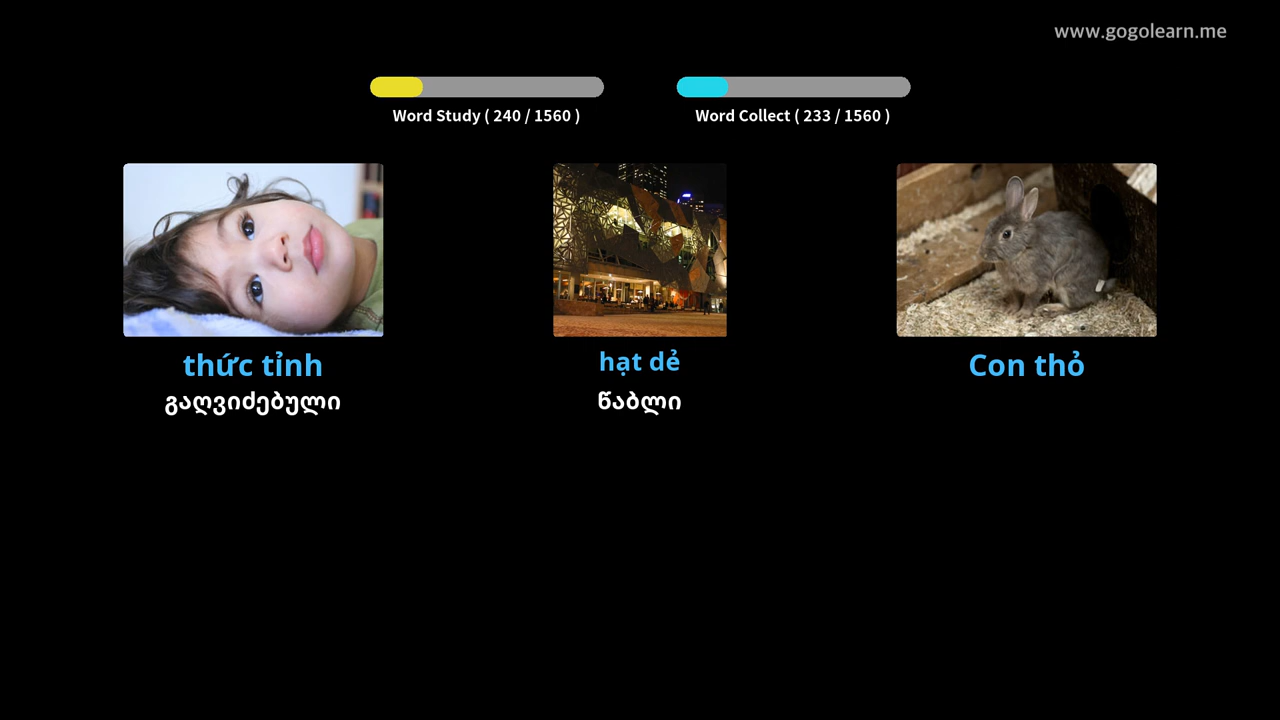 www.gogolearn.me
Word Study ( 240 / 1560 )
Word Collect ( 233 / 1560 )
thức tỉnh
გაღვიძებული
hạt dẻ
წაბლი
Con thỏ